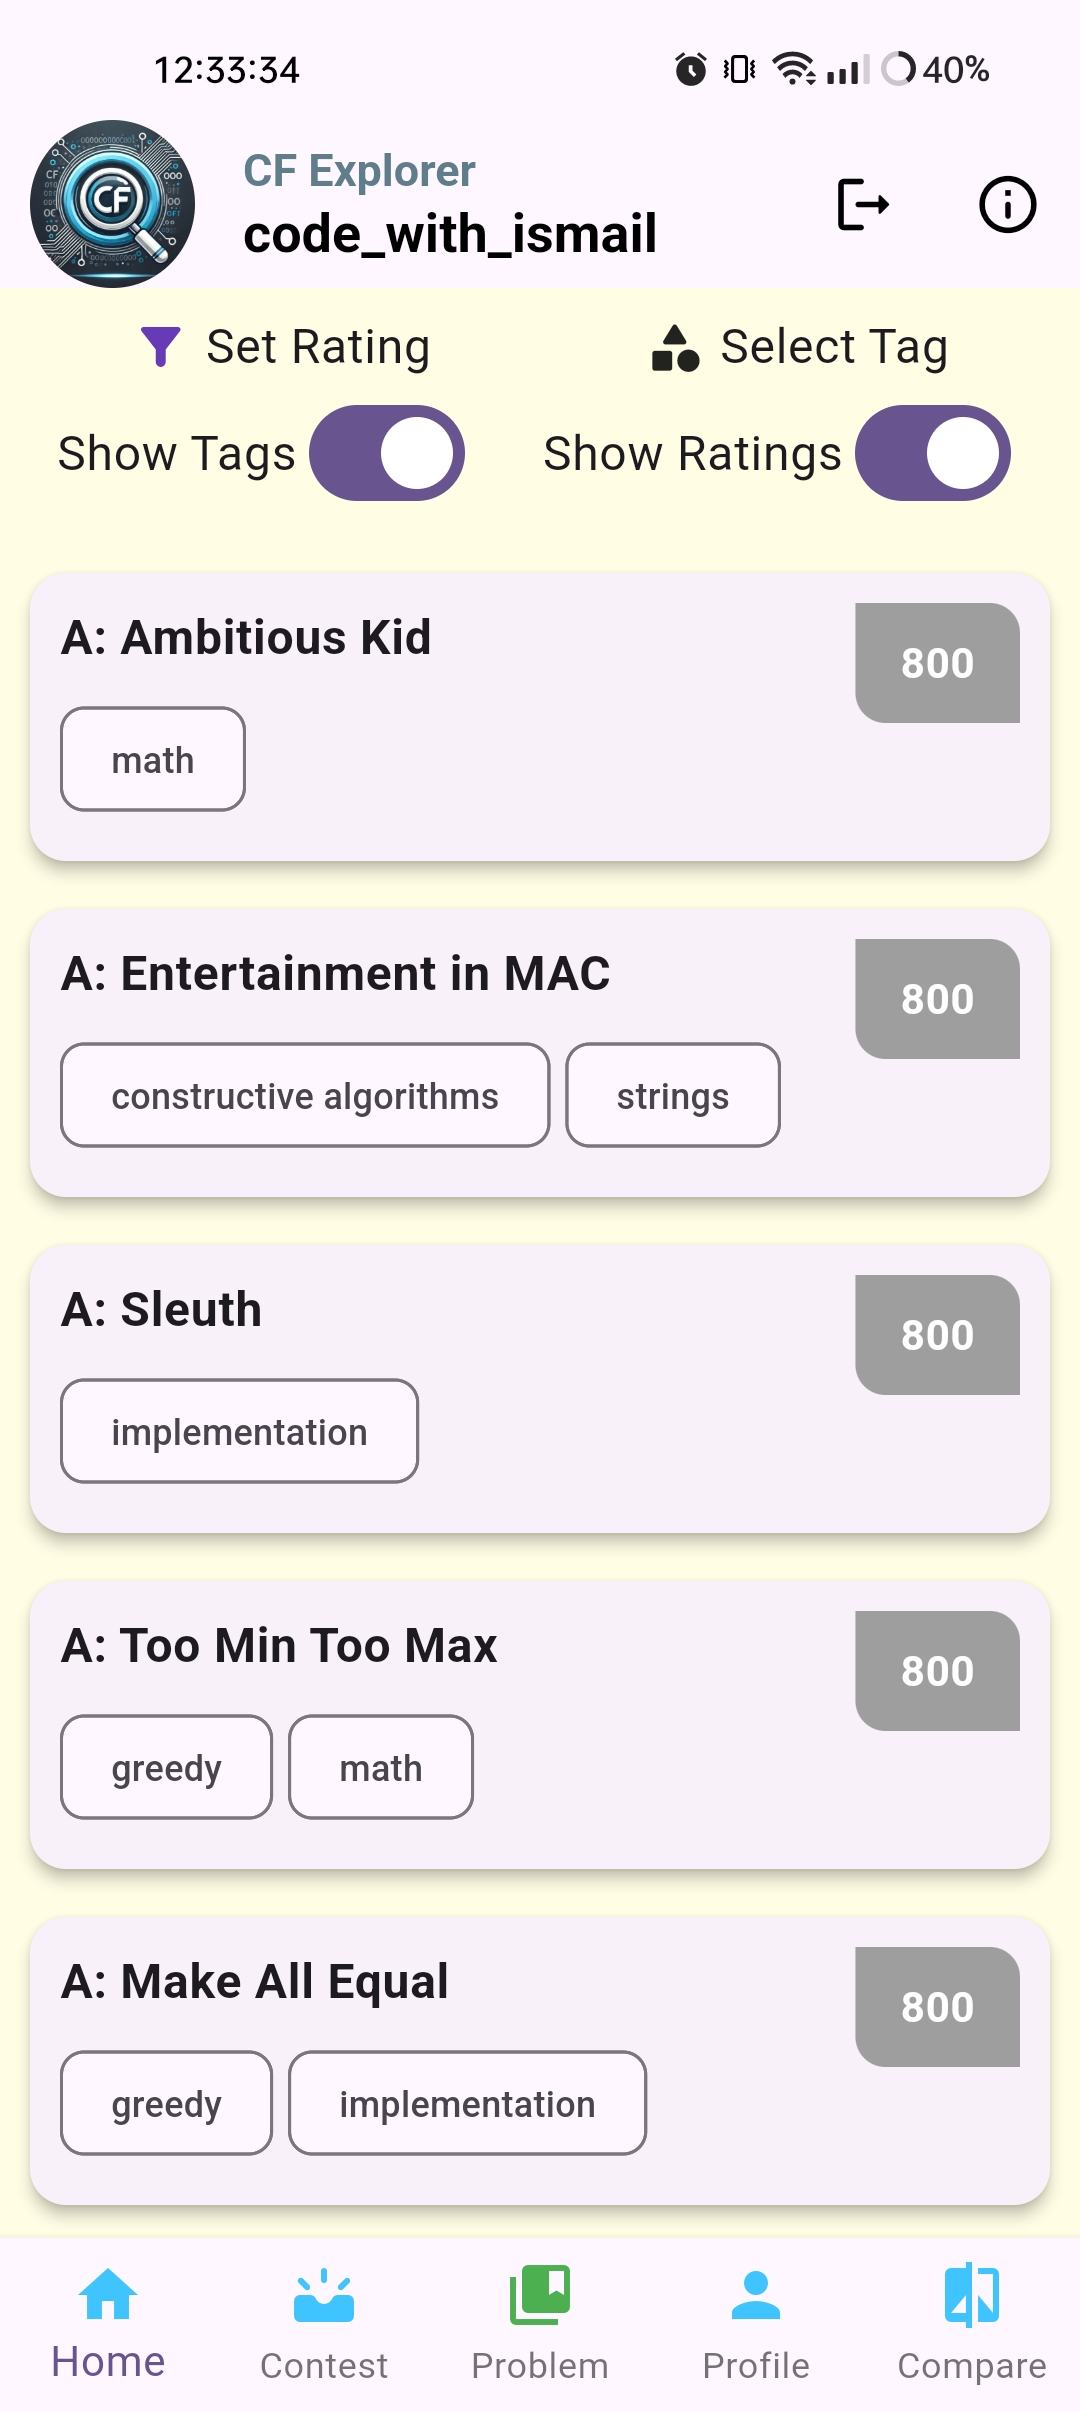 12:33:34
40%
CF
CF Explorer
code_with_ismail
Set Rating
Select Tag
Show Tags
Show Ratings
A: Ambitious Kid
800
math
A: Entertainment in MAC
800
constructive algorithms strings
A: Sleuth
800
implementation
A: Too Min Too Max
800
greedy math
A: Make All Equal
800
greedy implementation
Home Contest Problem Profile Compare